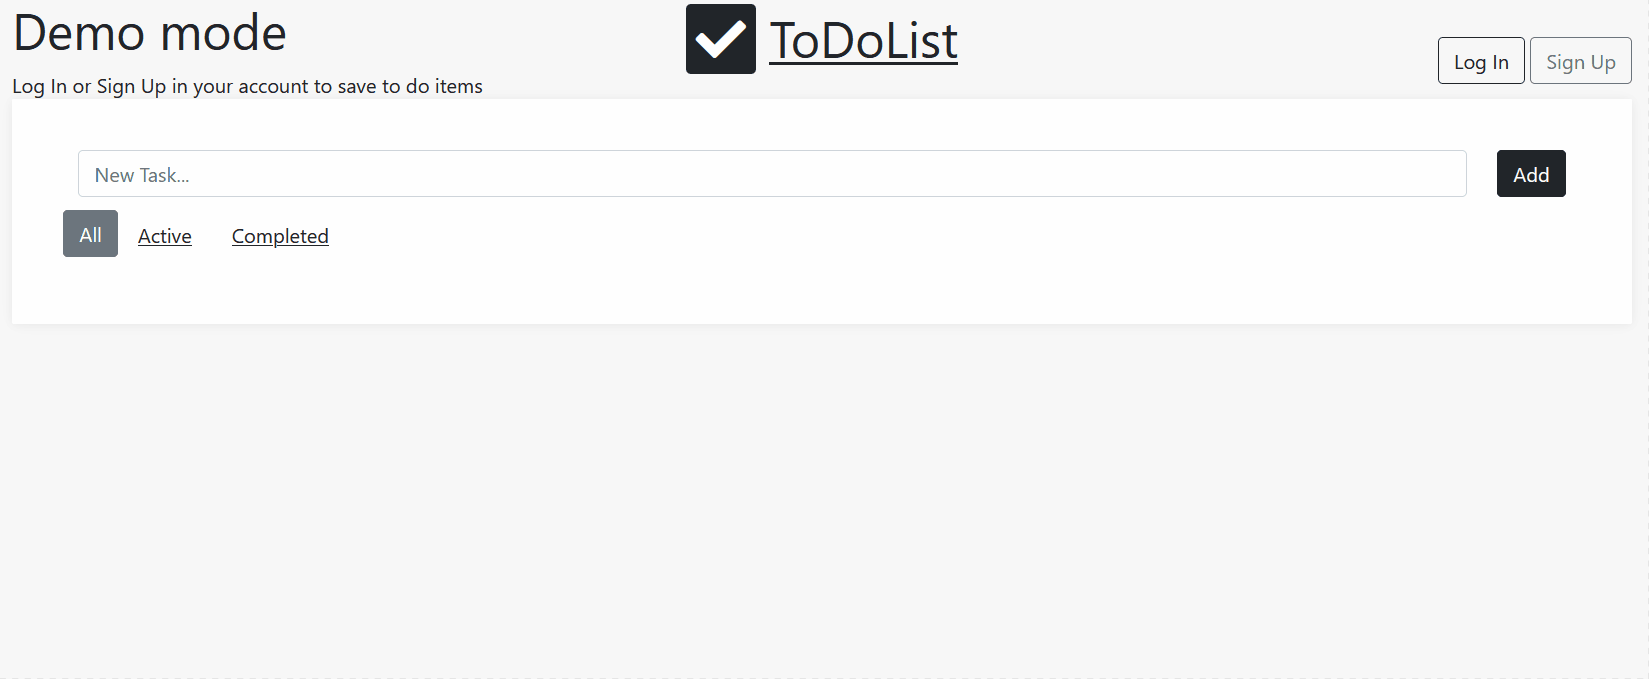 Demo mode
Log In or Sign Up in your account to save to do items
ToDoList
Log In
Sign Up
New Task...
Add
All
Active
Completed